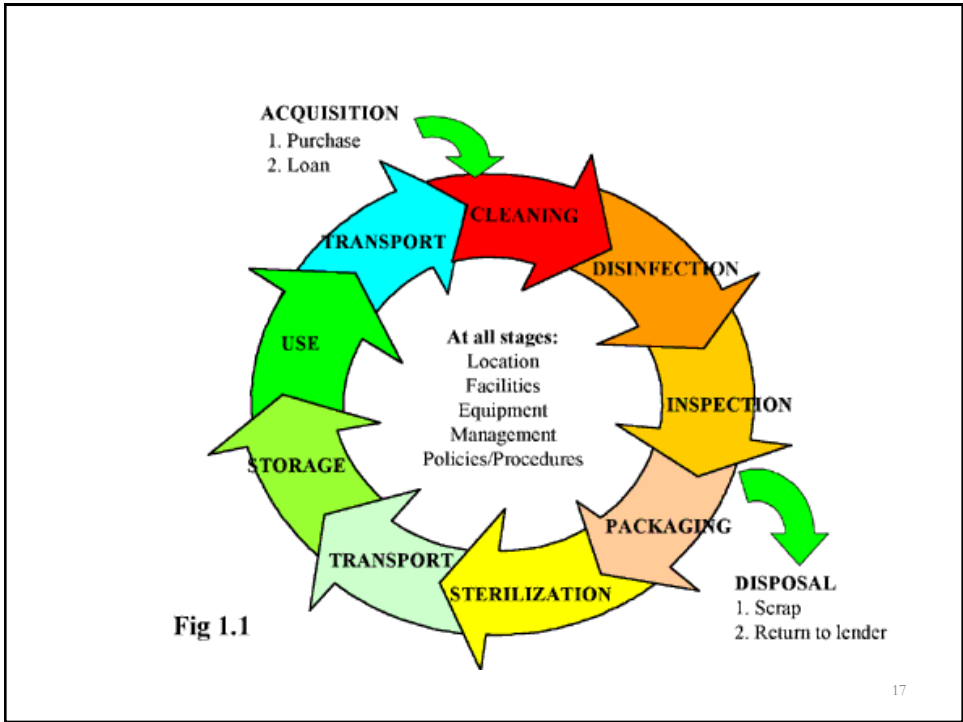 ACQUISITION
1. Purchase
2. Loan
CLEANING
TRANSPORT
DISINFECTION
USE
At all stages:
Location
Facilities
Equipment
Management
Policies/Procedures
INSPECTION
STORAGE
PACKAGING
TRANSPORT
STERILIZATION
DISPOSAL
1. Scrap
2. Return to lender
Fig 1.1
17